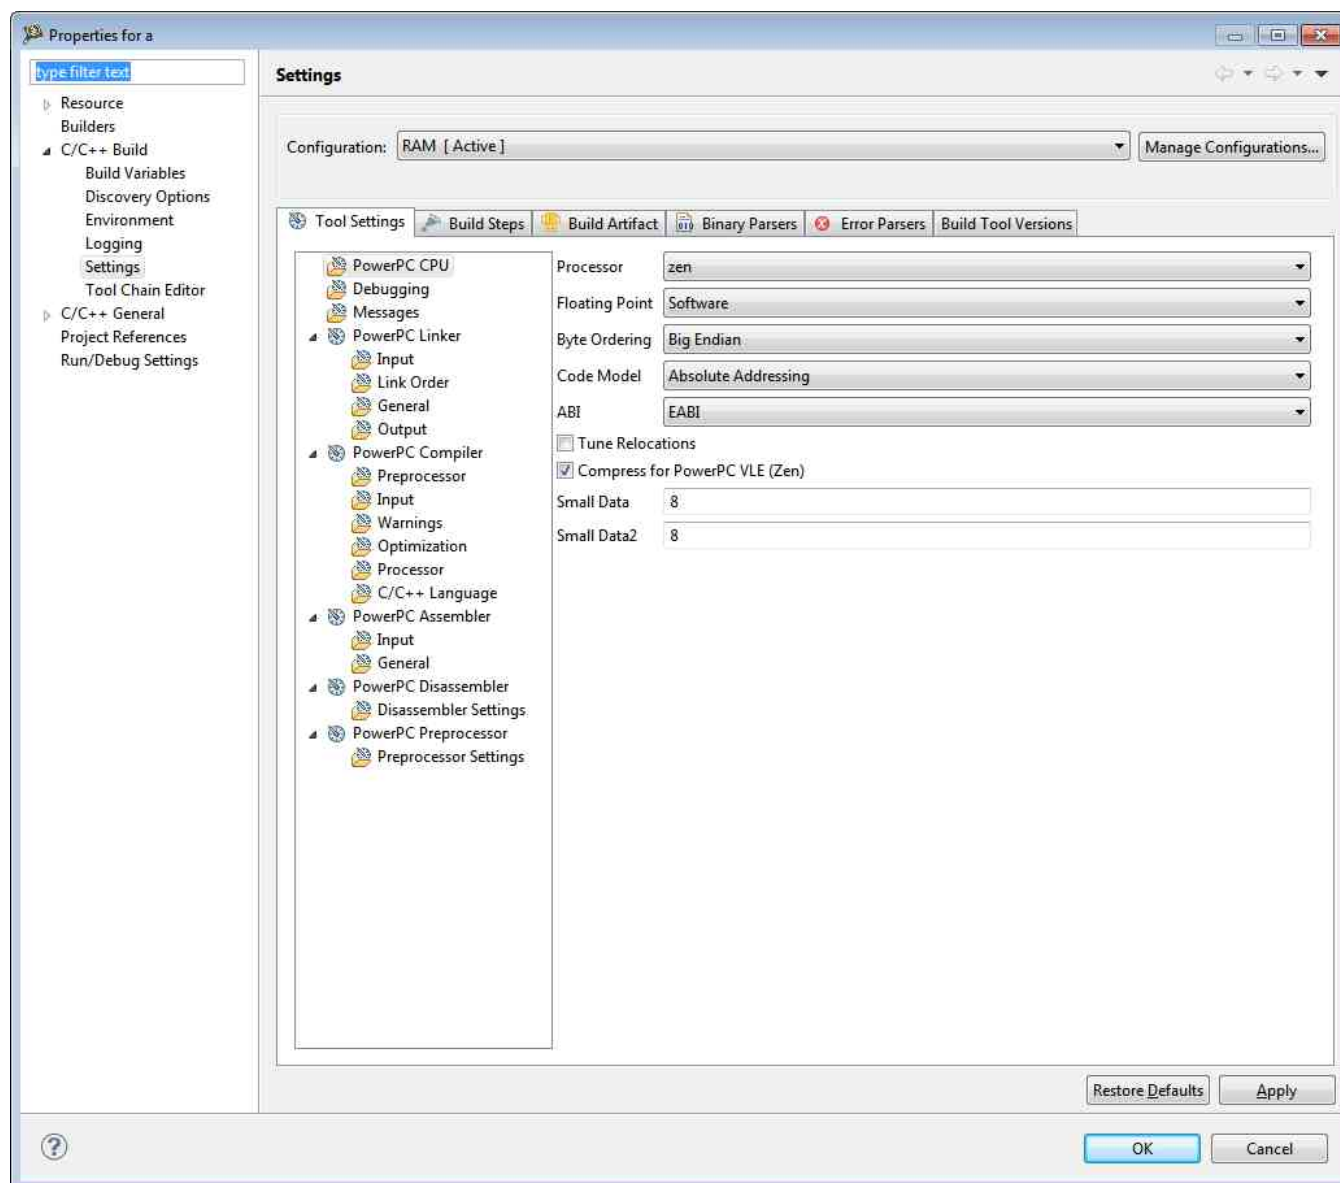 Properties for a
type filter text
Resource
Builders
C/C++ Build
Build Variables
Discovery Options
Environment
Logging
Settings
Tool Chain Editor
C/C++ General
Project References
Run/Debug Settings
Settings
Configuration: RAM [ Active ] Manage Configurations...
Tool Settings Build Steps Build Artifact Binary Parsers Error Parsers Build Tool Versions
PowerPC CPU
Debugging
Messages
PowerPC Linker
Input
Link Order
General
Output
PowerPC Compiler
Preprocessor
Input
Warnings
Optimization
Processor
C/C++ Language
PowerPC Assembler
Input
General
PowerPC Disassembler
Disassembler Settings
PowerPC Preprocessor
Preprocessor Settings
Processor zen
Floating Point Software
Byte Ordering Big Endian
Code Model Absolute Addressing
ABI EABI
Tune Relocations
Compress for PowerPC VLE (Zen)
Small Data 8
Small Data2 8
Restore Defaults Apply
OK Cancel